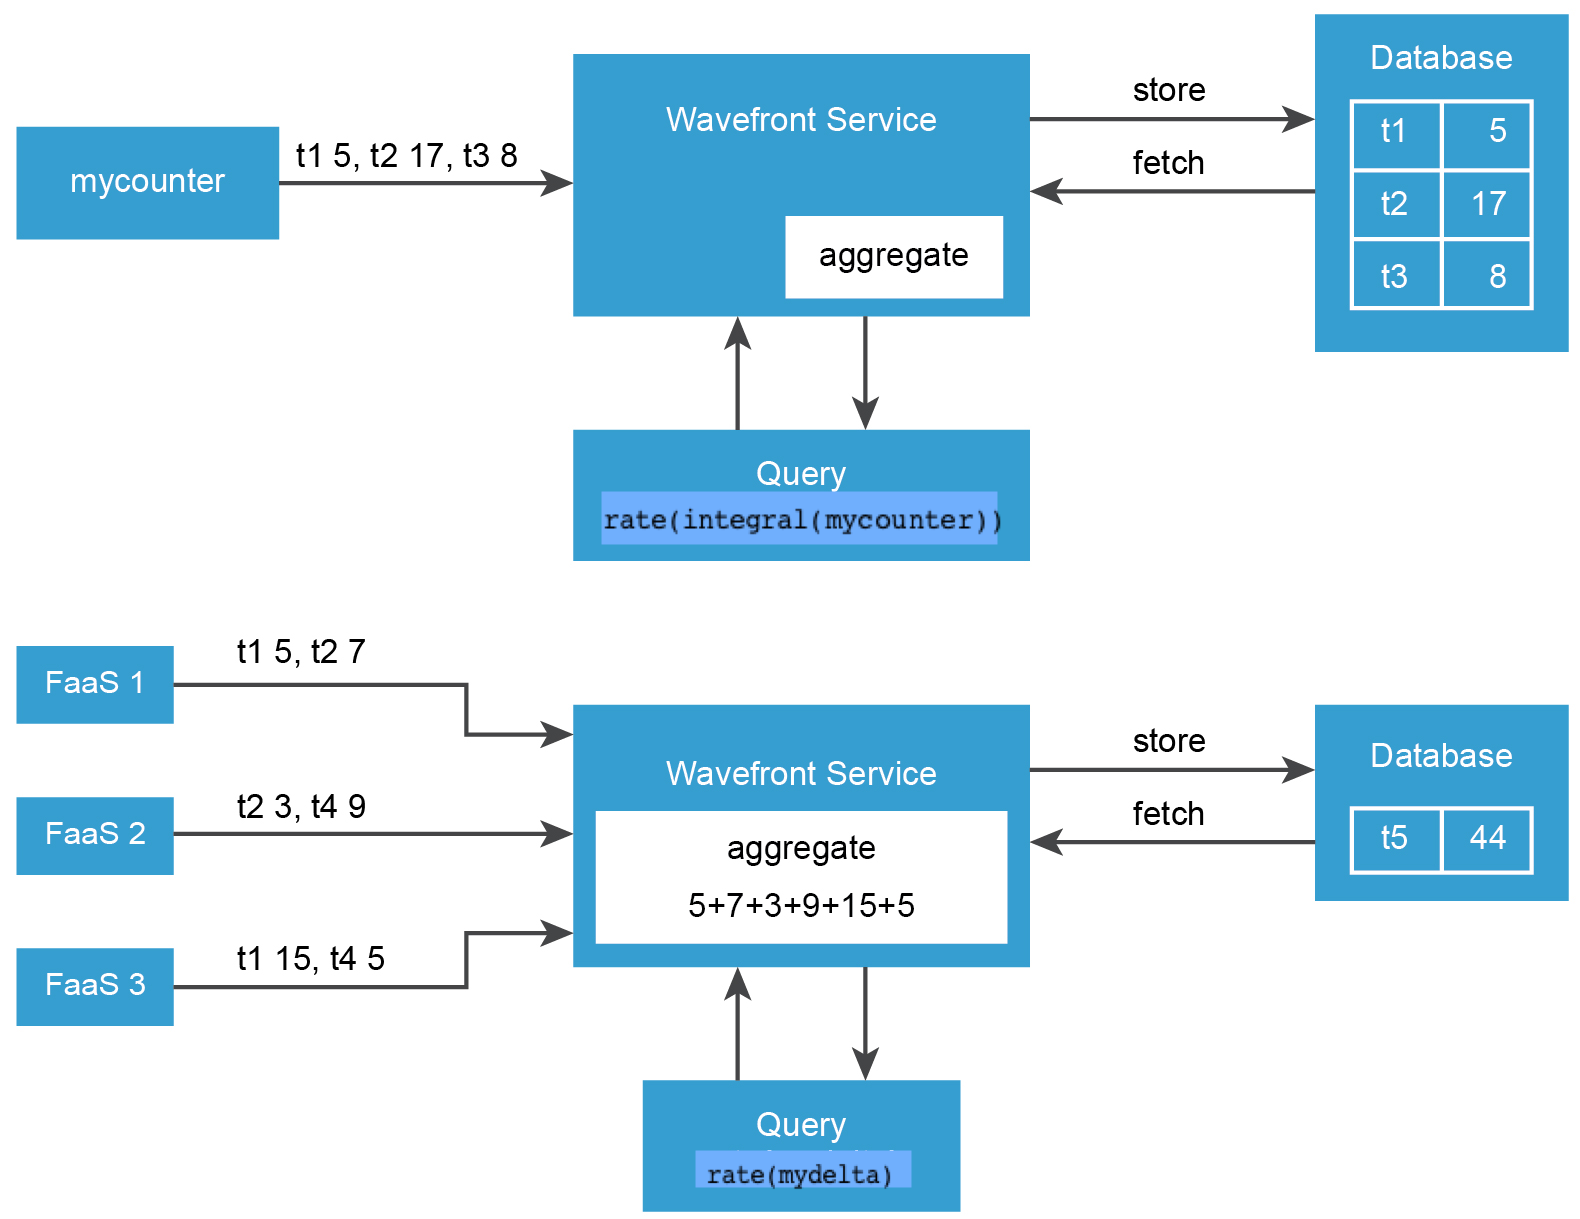 mycounter
t1 5, t2 17, t3 8
Wavefront Service
aggregate
store
fetch
Database
t1 5
t2 17
t3 8
Query
rate(integral(mycounter))
FaaS 1
t1 5, t2 7
FaaS 2
t2 3, t4 9
FaaS 3
t1 15, t4 5
Wavefront Service
aggregate
5+7+3+9+15+5
store
fetch
Database
t5 44
Query
rate(mydelta)